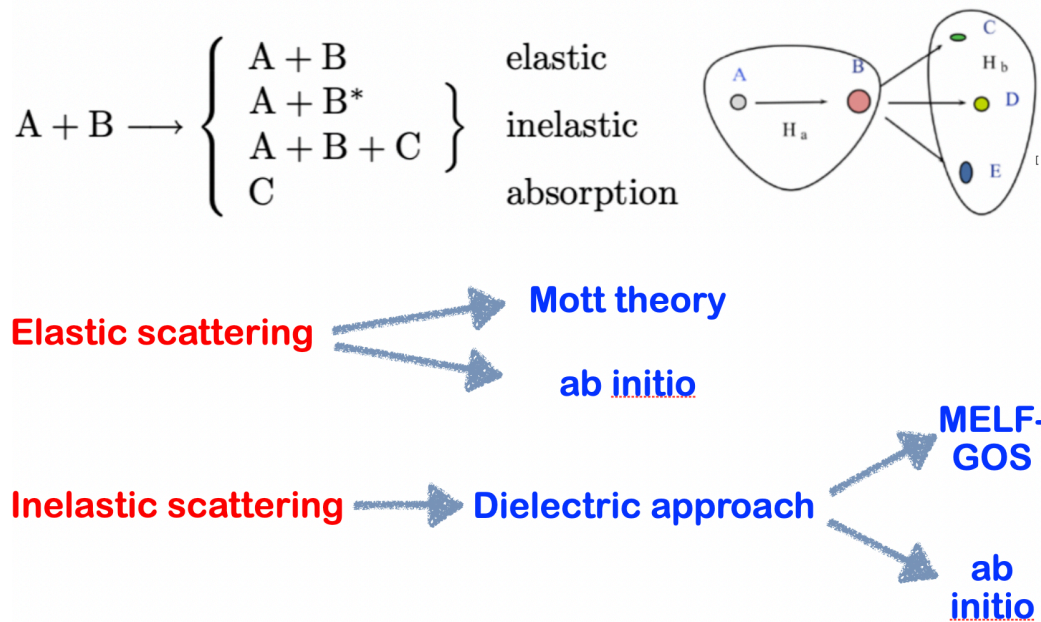 A + B ⟶ { A + B elastic
A + B* } inelastic
A + B + C
C absorption
A
B
H a
C
H b
D
E
Elastic scattering
Mott theory
ab initio
Inelastic scattering
Dielectric approach
MELF-
GOS
ab
initio